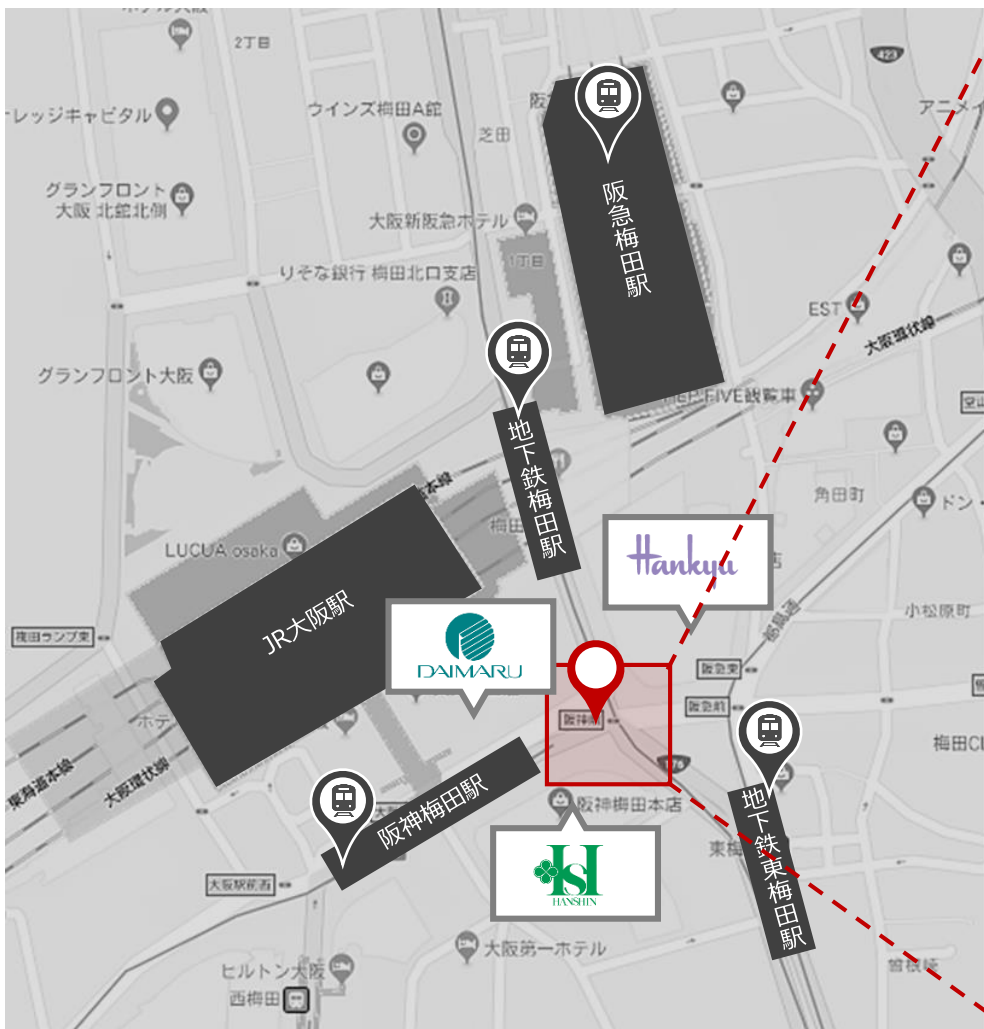 2丁目
423
ウインズ梅田A館
芝田
グランフロント
大阪 北館北側
大阪新阪急ホテル
1丁目
りそな銀行 梅田北口支店
阪急梅田駅
EST
大阪環状線
グランフロント大阪
地下鉄梅田駅
角田町
ドン
LUCUA osaka
JR大阪駅
Hankyu
小松原町
都島通
梅田ランプ東
DAIMARU
阪急東
阪急前
阪神前
梅田CL
東海道本線
大阪環状線
阪神梅田駅
阪神梅田本店
地下鉄東梅田駅
HANSHIN
大阪駅前西
大阪第一ホテル
ヒルトン大阪
西梅田
曽根崎